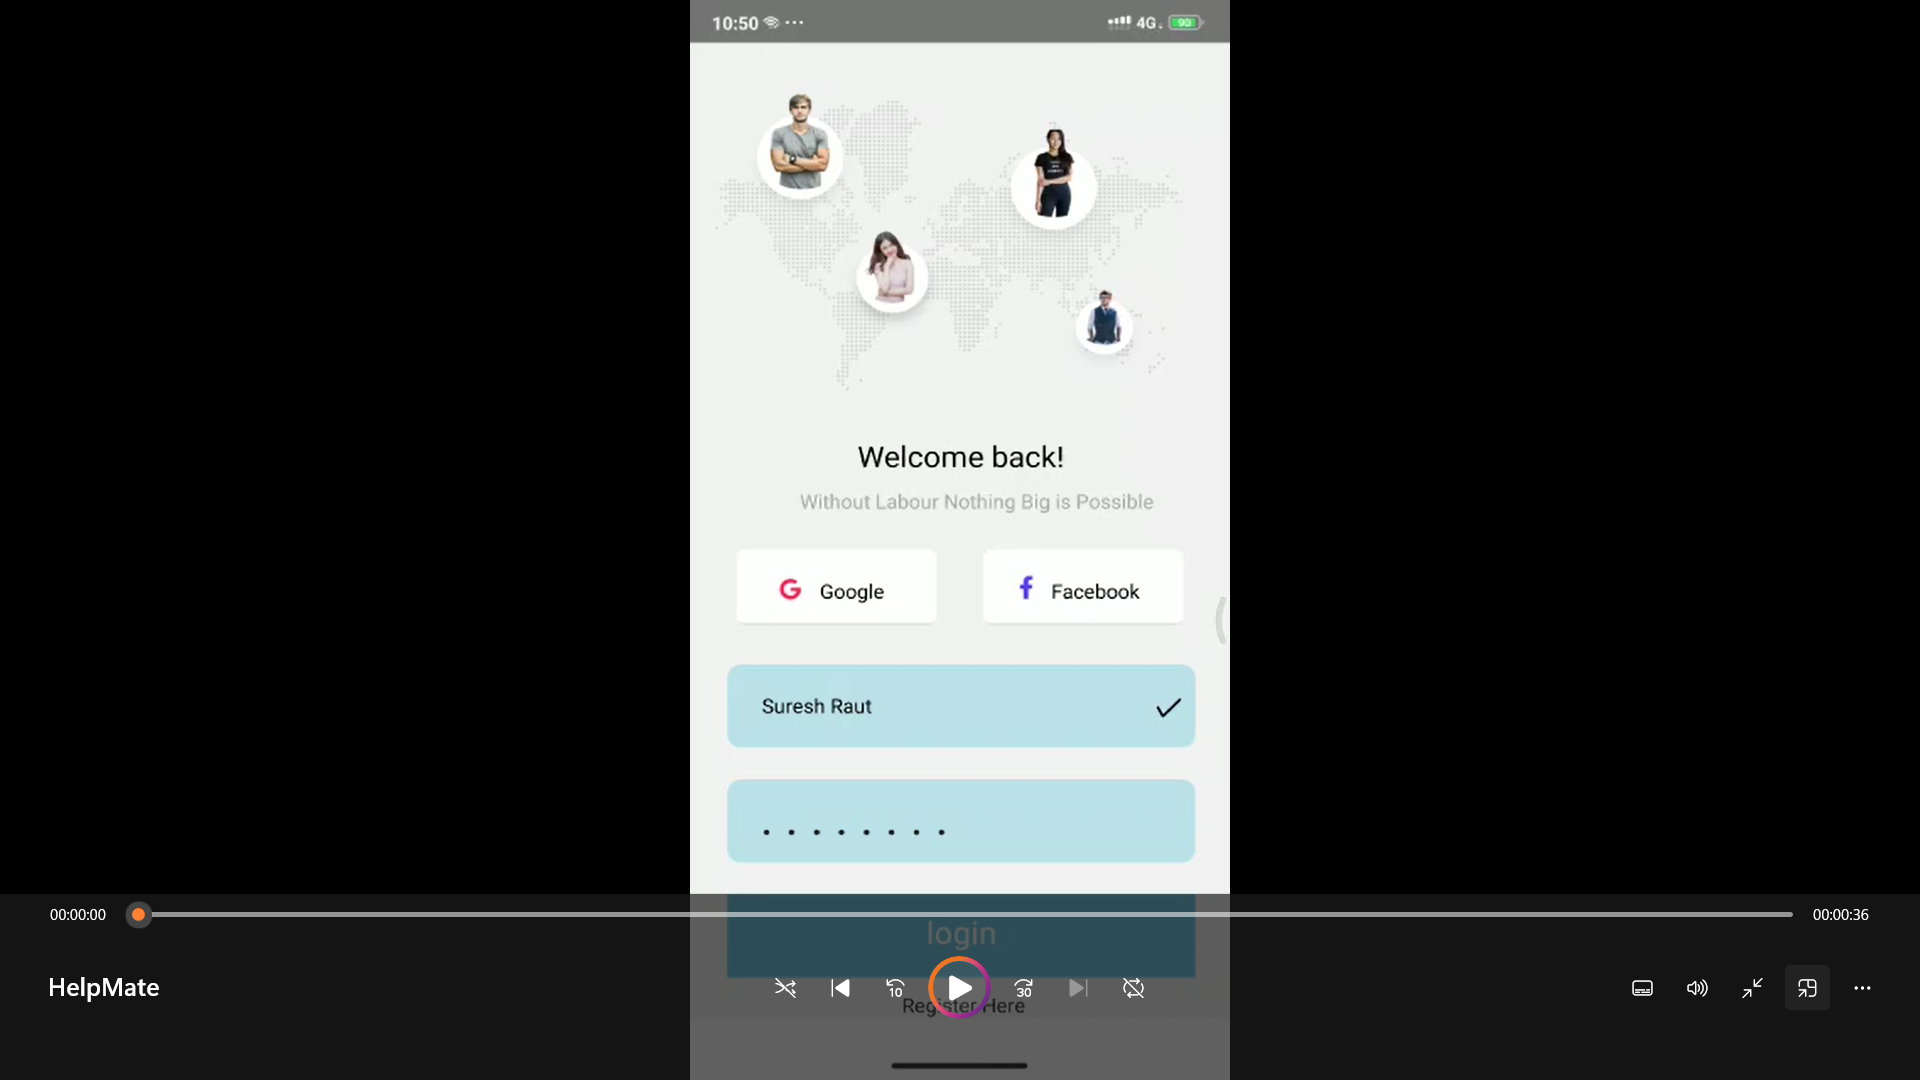 10:50 ... 4G. 90
Welcome back!
Without Labour Nothing Big is Possible
Google Facebook
Suresh Raut
00:00:00 00:00:36
login
HelpMate 10 30
Register Here